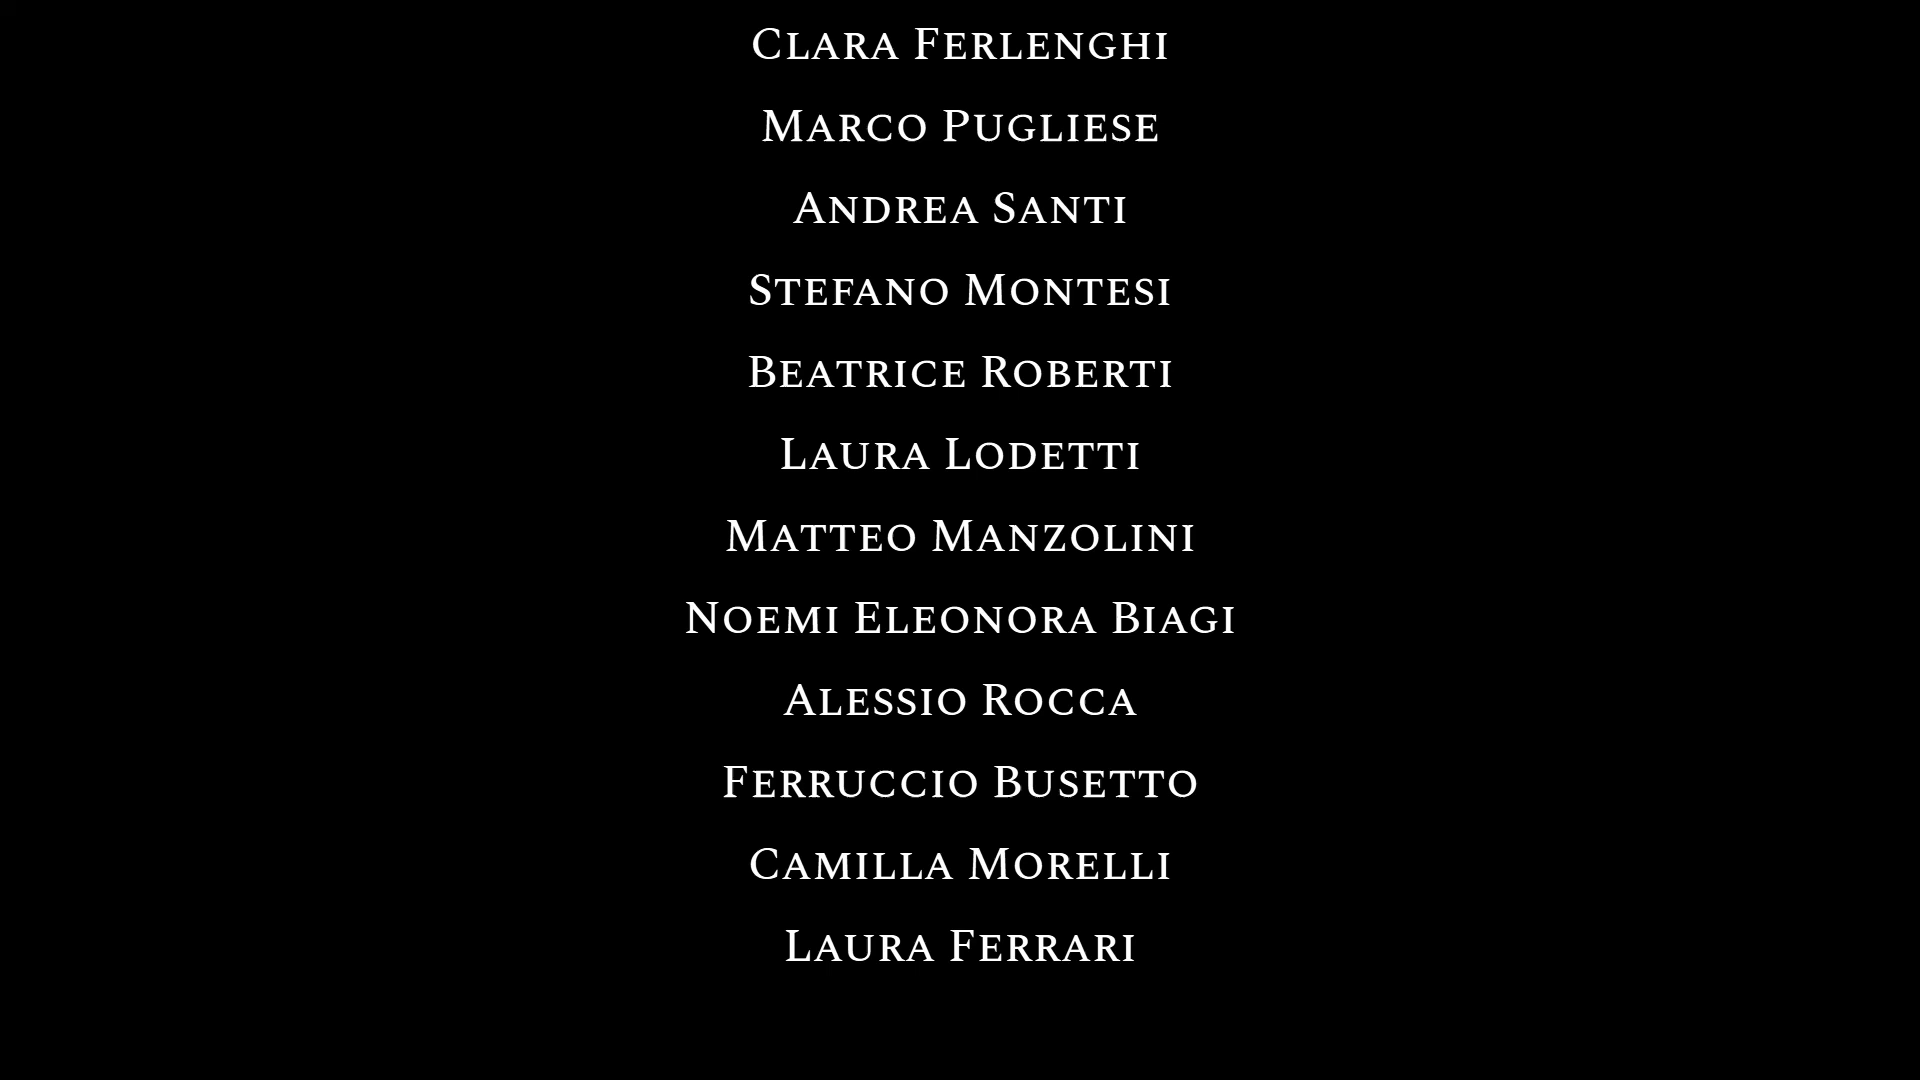 Clara Ferlenghi
Marco Pugliese
Andrea Santi
Stefano Montesi
Beatrice Roberti
Laura Lodetti
Matteo Manzolini
Noemi Eleonora Biagi
Alessio Rocca
Ferruccio Busetto
Camilla Morelli
Laura Ferrari